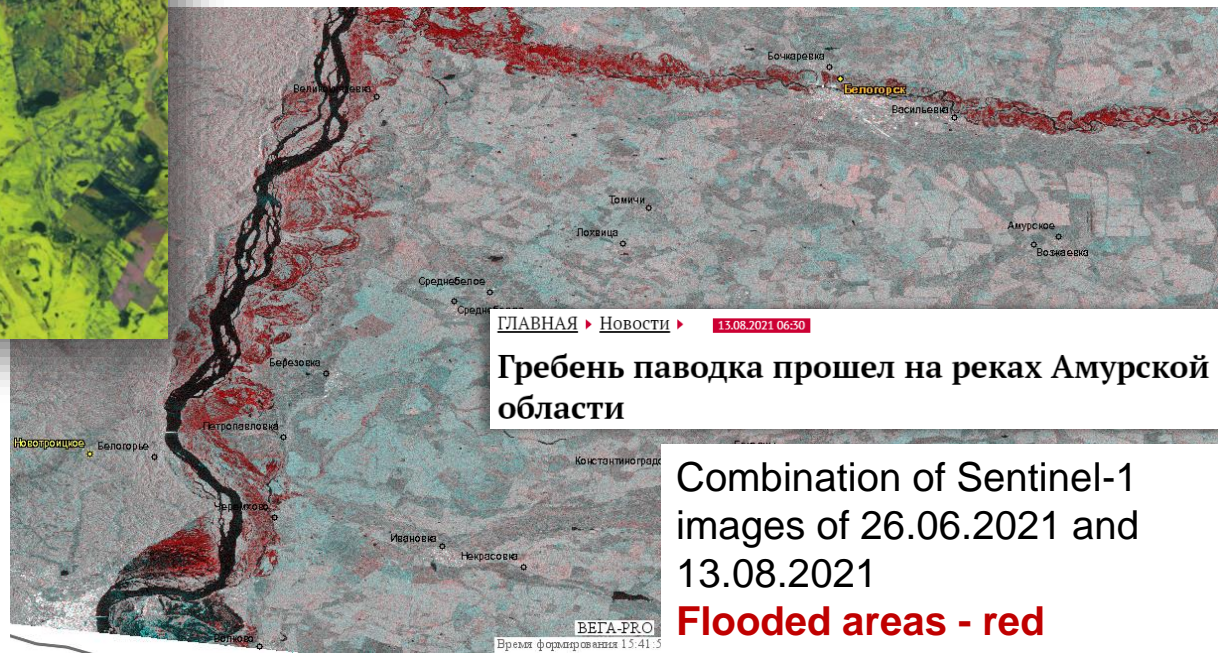 Бочкаревка
Белогорск
Васильевка
Томичи
Лохвица
Амурское
Возжаевка
Среднебелое
ГЛАВНАЯ Новости 13.08.2021 06:30
Гребень паводка прошел на реках Амурской
области
Березовка
Петропавловка
Новотроицкое
Белогорье
Черемхово
Ивановка
Некрасовка
Волково
Combination of Sentinel-1
images of 26.06.2021 and
13.08.2021
Flooded areas - red
ВЕГА-PRO
Время формирования 15:41:5